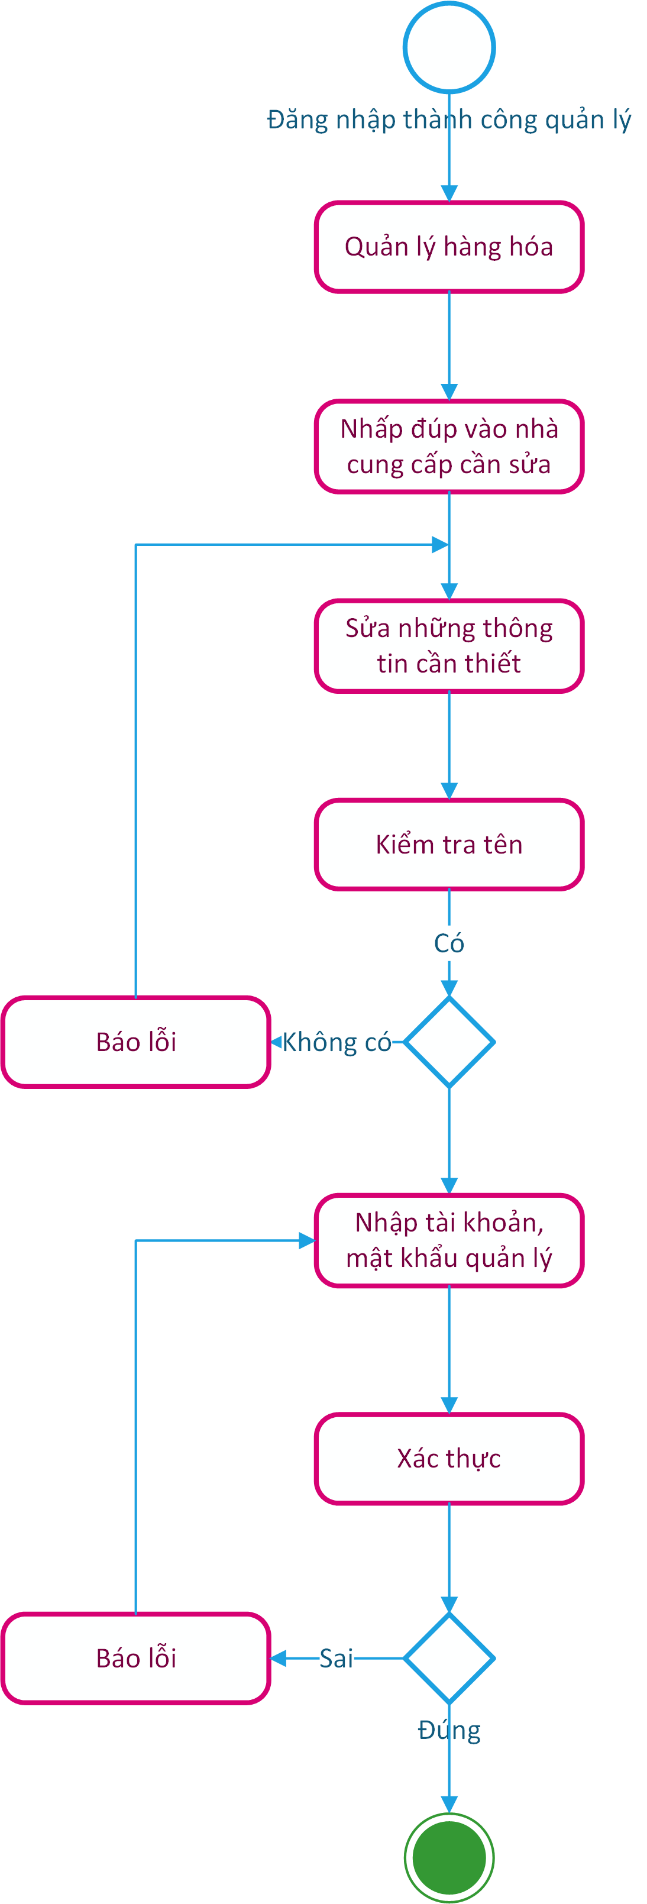 Đăng nhập thành công quản lý
Quản lý hàng hóa
Nhấp đúp vào nhà
cung cấp cần sửa
Sửa những thông
tin cần thiết
Kiểm tra tên
Có
Báo lỗi
Không có
Nhập tài khoản,
mật khẩu quản lý
Xác thực
Báo lỗi
Sai
Đúng